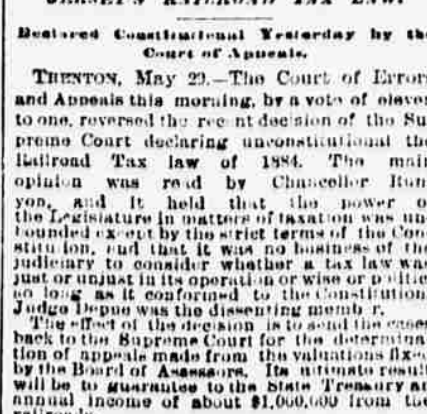 JERSEY'S RAILROAD TAX LAW.
Declared Constitutional Yesterday by the
Court of Appeals.
TRENTON, May 29.—The Court of Errors
and Appeals this morning, by a vote of eleven
to one, reversed the recent decision of the Su
preme Court declaring unconstitutional the
Railroad Tax law of 1884. The main
opinion was read by Chancellor Run
yon, and it held that the power of
the Legislature in matters of taxation was un
bounded except by the strict terms of the Con
stitution, and that it was no business of the
judiciary to consider whether a tax law was
just or unjust in its operation or wise or politic
so long as it conformed to the Constitution.
Judge Depue was the dissenting member.
The effect of the decision is to send the cases
back to the Supreme Court for the determina
tion of appeals made from the valuations fixed
by the Board of Assessors. Its ultimate result
will be to guarantee to the State Treasury an
annual income of about $1,000,000 from the
railroads.